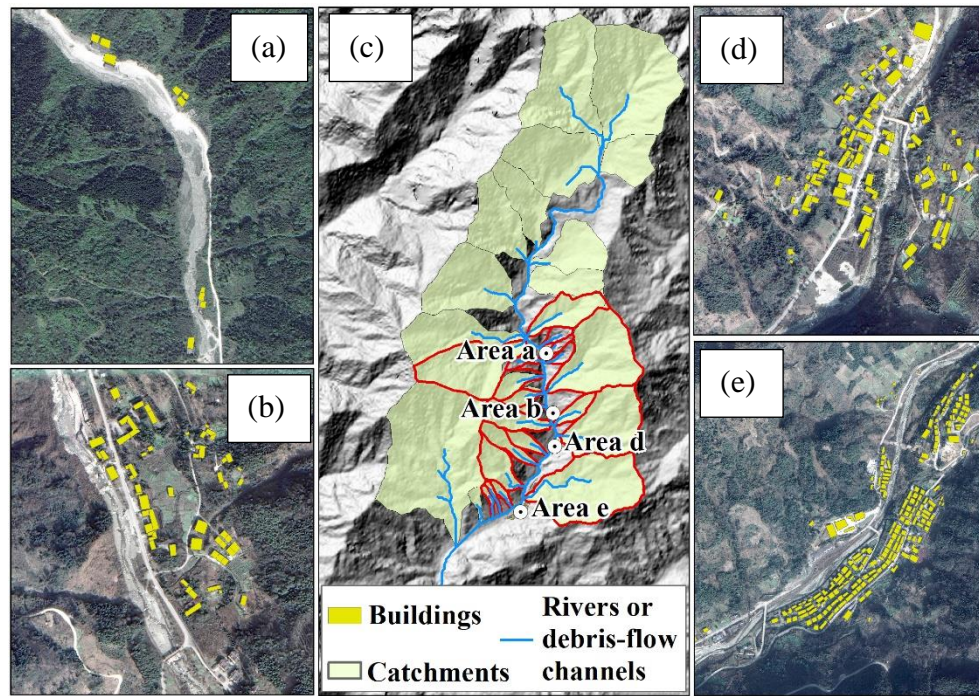 (a)
(b)
(c)
Area a
Area b
Area d
Area e
Buildings
Catchments
Rivers or
debris-flow
channels
(d)
(e)